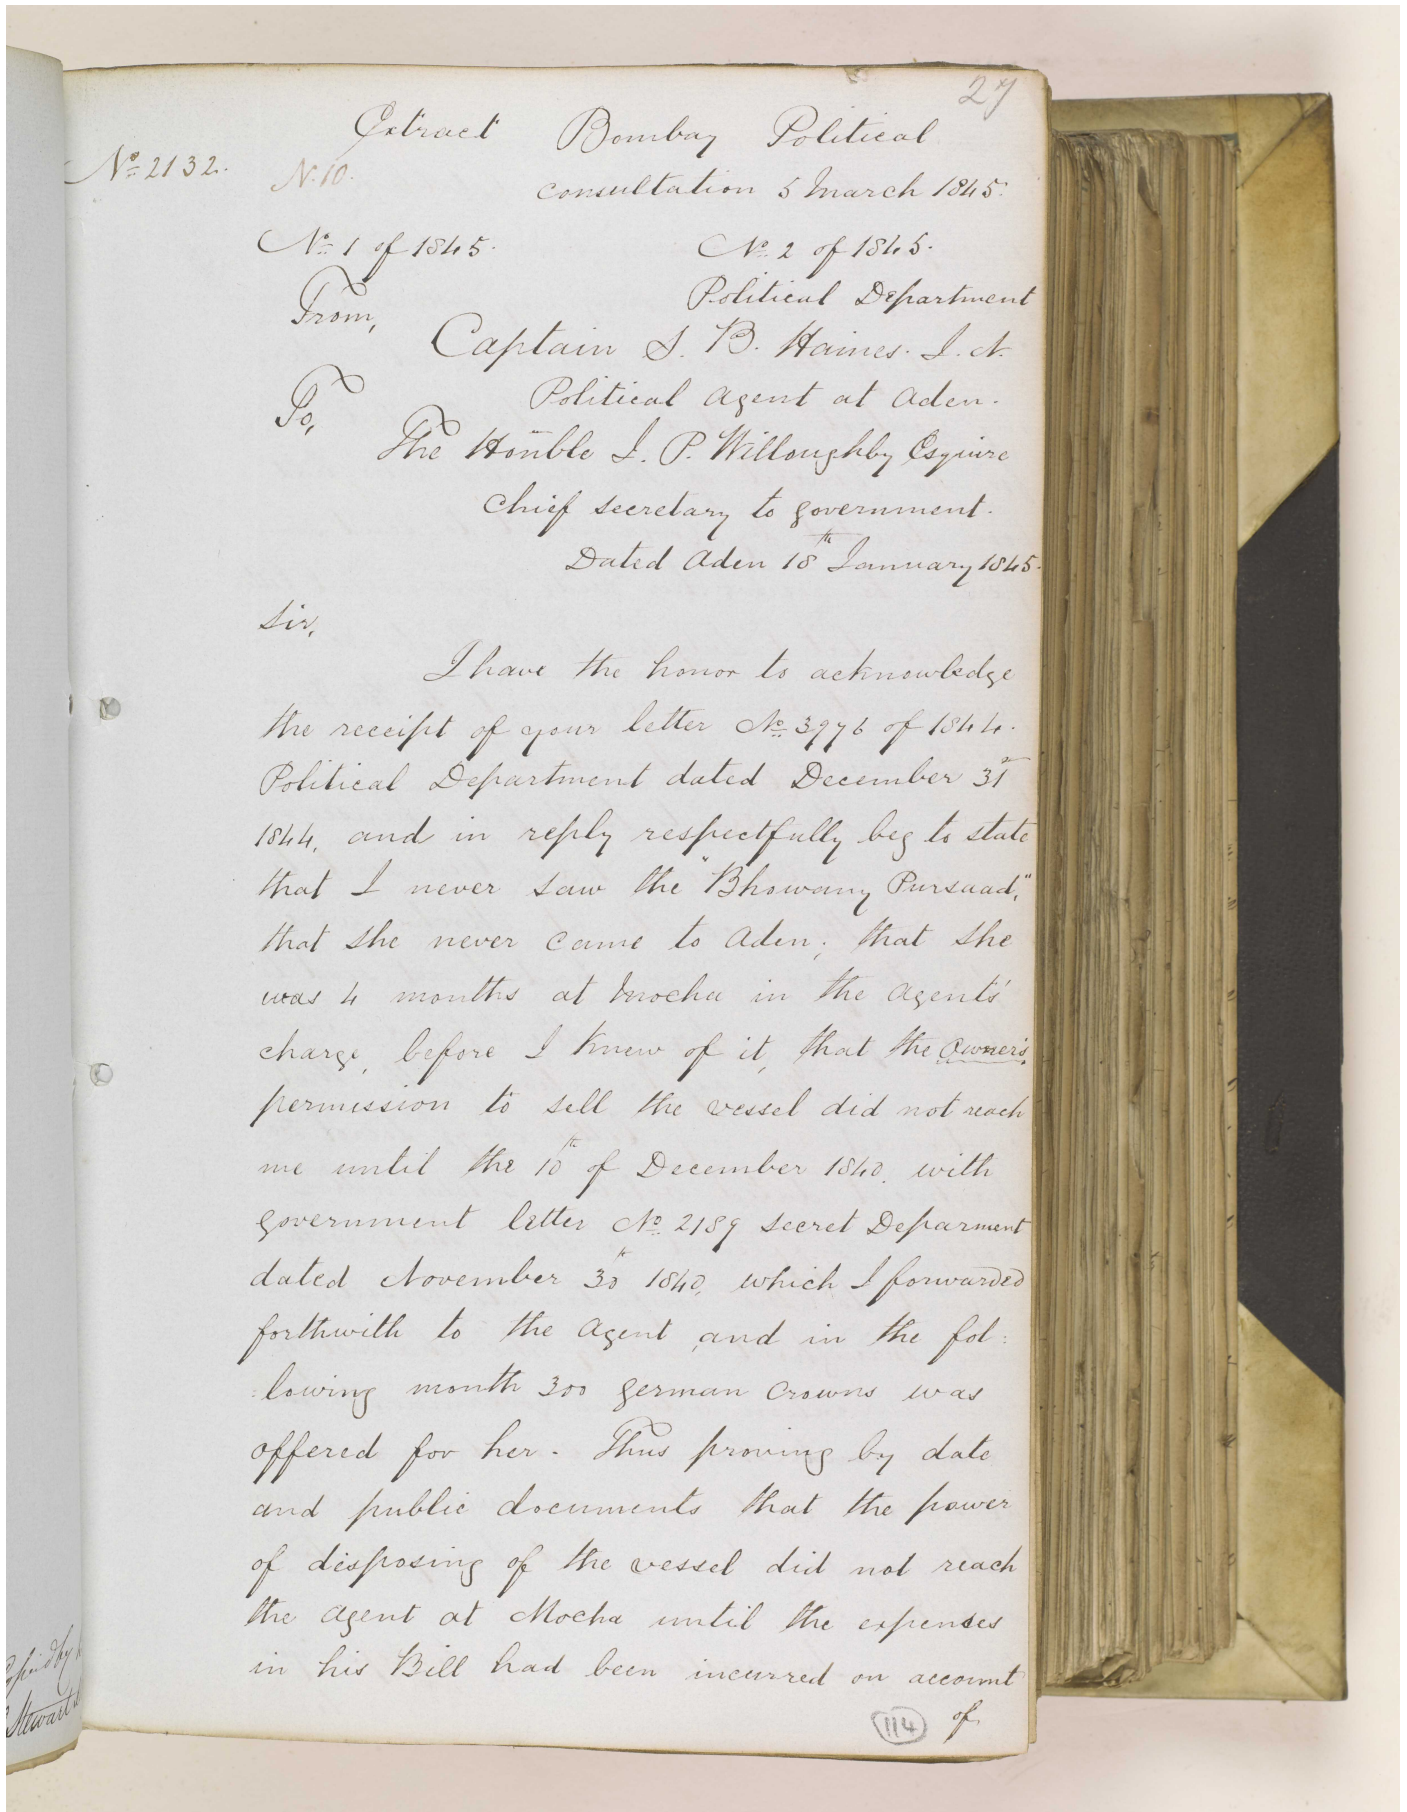 27
Extract Bombay Political
No. 2132. N. 10. consultation 5 March 1845.
No. 1 of 1845. No. 2 of 1845.
Political Department
From,
Captain S. B. Haines. I. N.
Political Agent at Aden.
To,
The Honble I. P. Willoughby Esquire
Chief secretary to government.
Dated Aden 18th January 1845.
Sir,
I have the honor to acknowledge
the receipt of your letter No. 3976 of 1844.
Political Department dated December 31st
1844, and in reply respectfully beg to state
that I never saw the "Bhowany Pursaad,"
that she never came to Aden; that she
was 4 months at Mocha in the Agents'
charge, before I knew of it, that the owner's
permission to sell the vessel did not reach
me until the 10th of December 1840, with
government letter No. 2189 secret Deparment
dated November 30th 1840, which I forwarded
forthwith to the Agent, and in the fol:
:lowing month 300 german crowns was
offered for her. Thus proving by date
and public documents that the power
of disposing of the vessel did not reach
the Agent at Mocha until the expenses
in his Bill had been incurred on account
of
114
Stewart